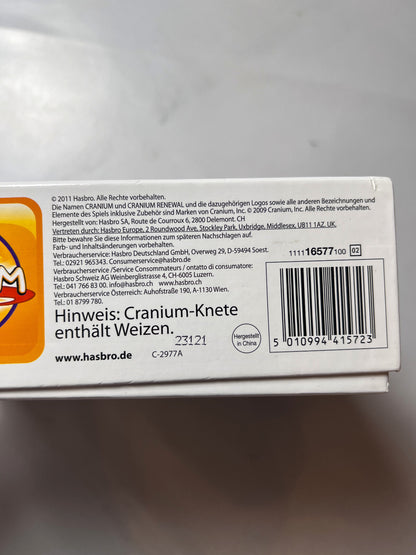 © 2011 Hasbro. Alle Rechte vorbehalten.
Die Namen CRANIUM und CRANIUM RENEWAL und die dazugehörigen Logos sowie alle anderen Bezeichnungen und
Elemente des Spiels inklusive Zubehör sind Marken von Cranium, Inc. © 2009 Cranium, Inc. Alle Rechte vorbehalten.
Hergestellt von: Hasbro SA, Route de Courroux 6, 2800 Delemont. CH
Vertreten durch: Hasbro Europe, 2 Roundwood Ave, Stockley Park, Uxbridge, Middlesex, UB11 1AZ. UK.
Bitte bewahre Sie diese Informationen zum späteren Nachschlagen auf.
Farb- und Inhaltsänderungen vorbehalten.
Verbraucherservice: Hasbro Deutschland GmbH, Overweg 29, D-59494 Soest.
Tel.: 02921 965343. Consumerservice@hasbro.de
Verbraucherservice /Service Consommateurs / ontatto di consumatore:
Hasbro Schweiz AG Weinberglistrasse 4, CH-6005 Luzern.
Tel: 041 766 83 00 • info@hasbro.ch www.hasbro.ch
Verbraucherservice Österreich: Auhofstraße 190, A-1130 Wien.
Tel.: 01 8799 780.
Hinweis: Cranium-Knete
enthält Weizen.
23121
www.hasbro.de
C-2977A
Hergestellt
in China
111116577100 02
5 010994 415723
M